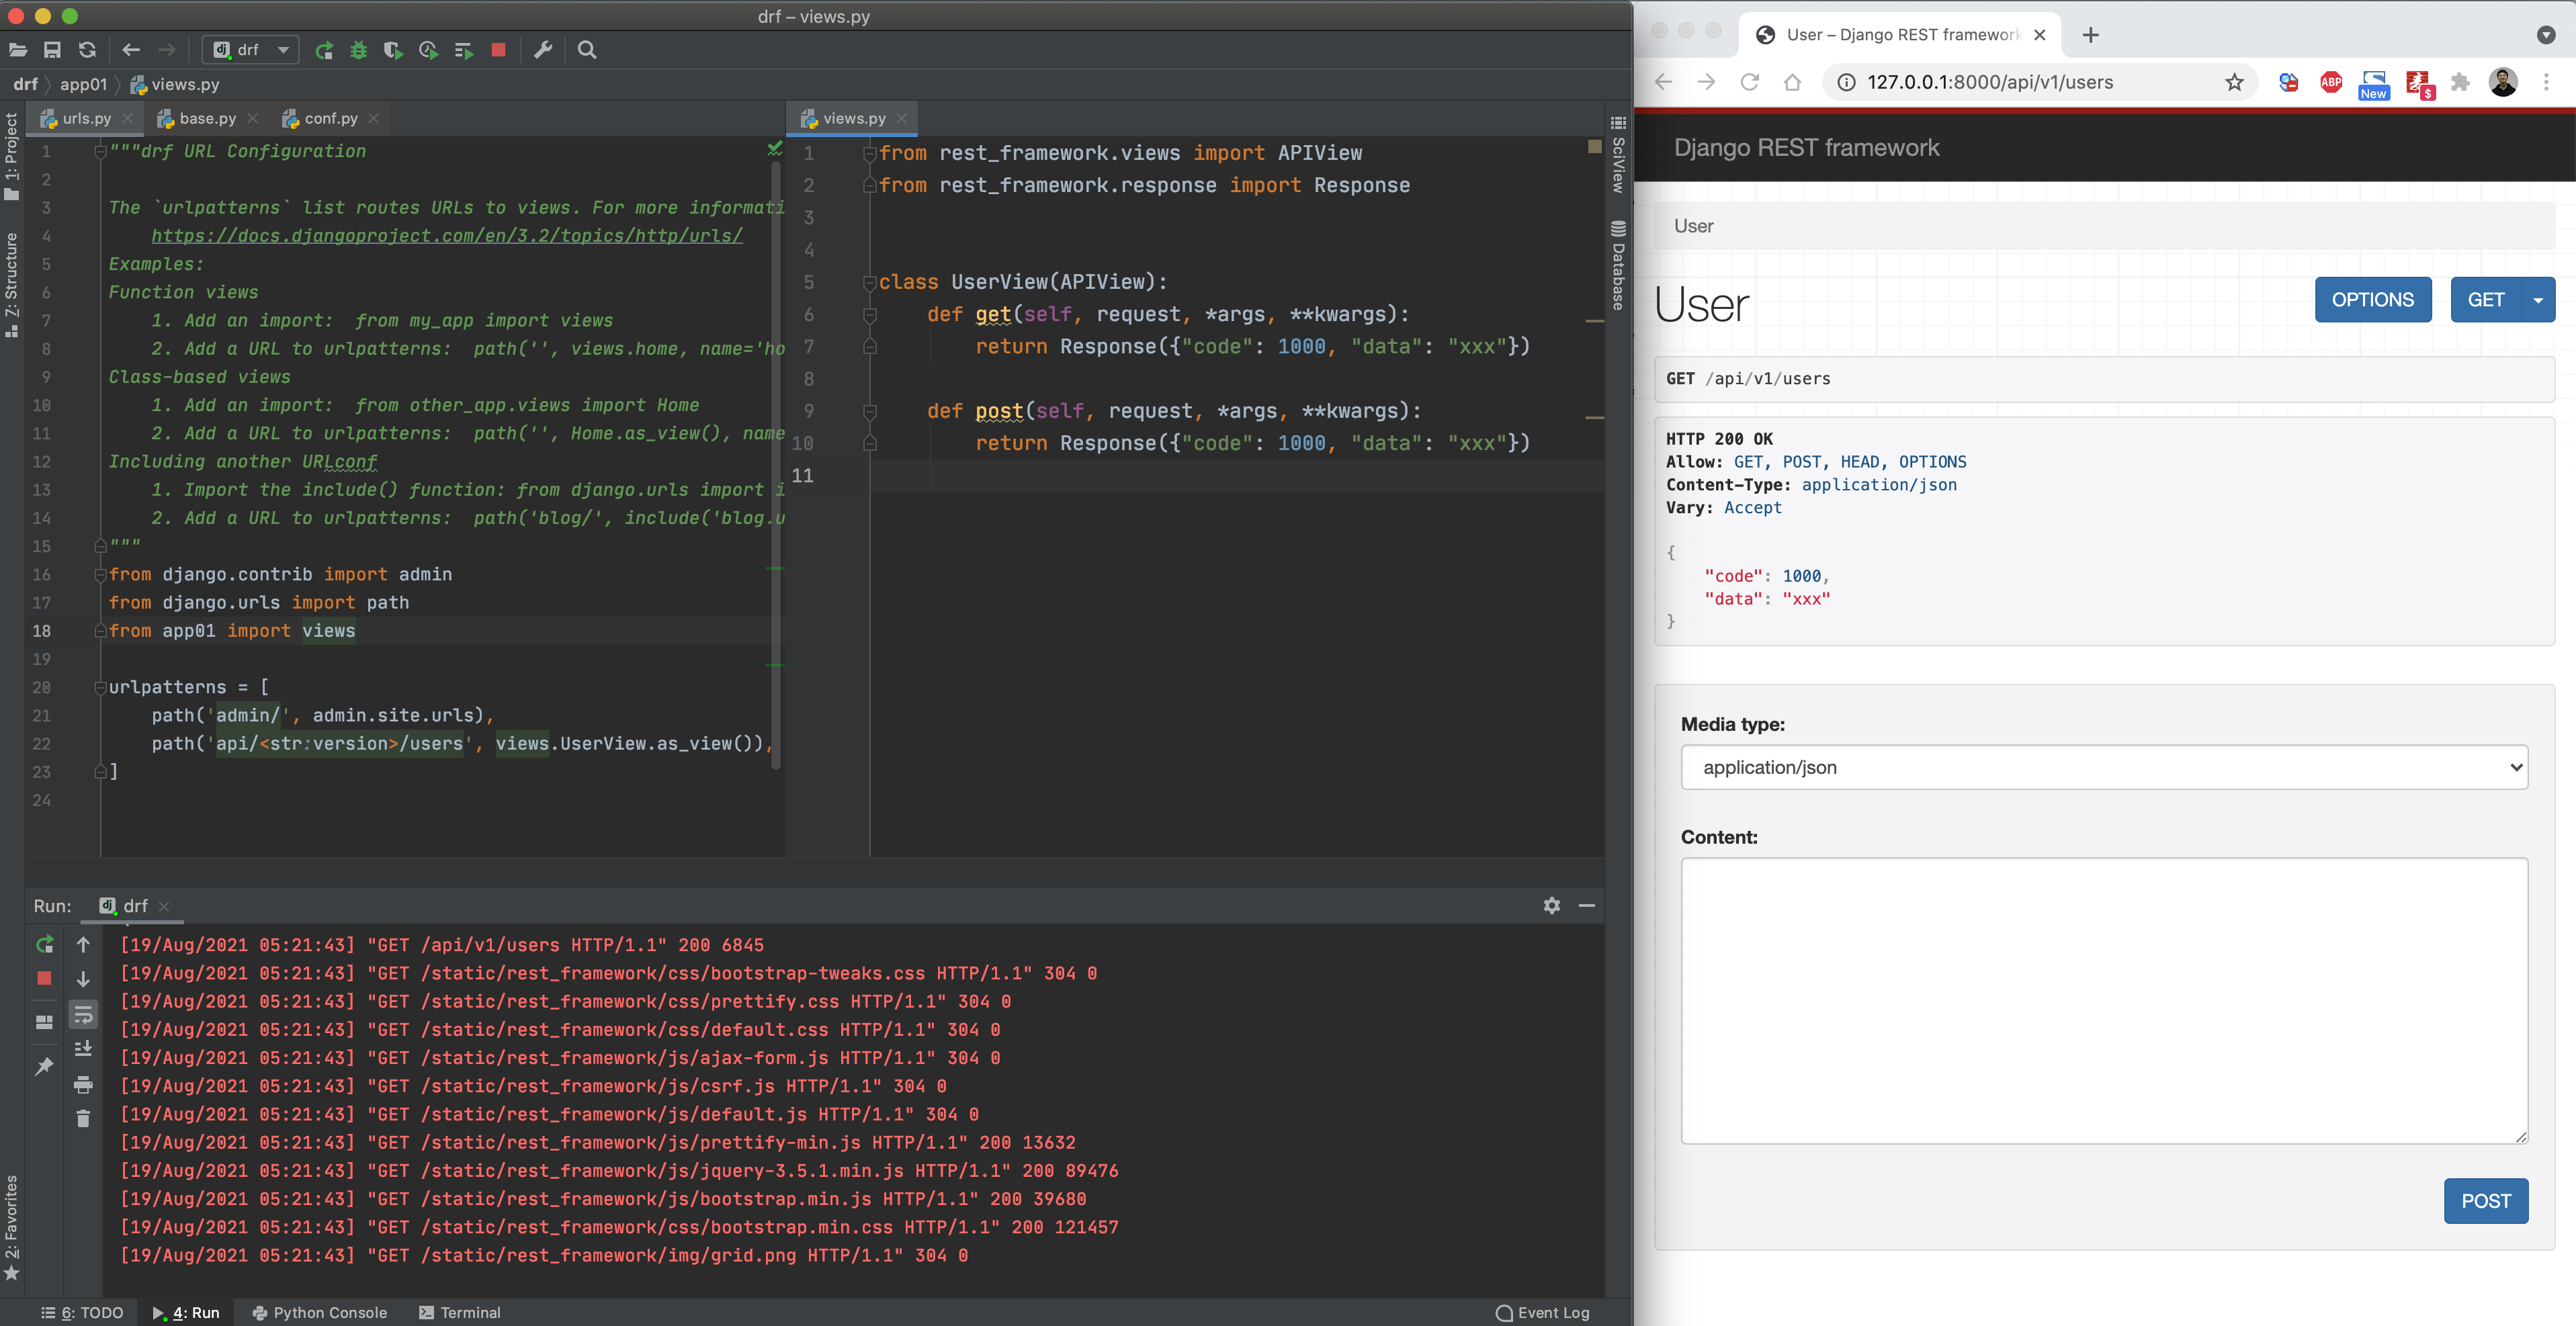 drf – views.py
drf
drf
app01
views.py
1: Project
Z: Structure
2: Favorites
urls.py
base.py
conf.py
1 """drf URL Configuration
2
3 The `urlpatterns` list routes URLs to views. For more informati
4 https://docs.djangoproject.com/en/3.2/topics/http/urls/
5 Examples:
6 Function views
7 1. Add an import:  from my_app import views
8 2. Add a URL to urlpatterns:  path('', views.home, name='ho
9 Class-based views
10 1. Add an import:  from other_app.views import Home
11 2. Add a URL to urlpatterns:  path('', Home.as_view(), name
12 Including another URLconf
13 1. Import the include() function: from django.urls import i
14 2. Add a URL to urlpatterns:  path('blog/', include('blog.u
15 """
16 from django.contrib import admin
17 from django.urls import path
18 from app01 import views
19
20 urlpatterns = [
21 path('admin/', admin.site.urls),
22 path('api/<str:version>/users', views.UserView.as_view()),
23 ]
24
views.py
1 from rest_framework.views import APIView
2 from rest_framework.response import Response
3
4
5 class UserView(APIView):
6 def get(self, request, *args, **kwargs):
7 return Response({"code": 1000, "data": "xxx"})
8
9 def post(self, request, *args, **kwargs):
10 return Response({"code": 1000, "data": "xxx"})
11
SciView
Database
Run:
drf
[19/Aug/2021 05:21:43] "GET /api/v1/users HTTP/1.1" 200 6845
[19/Aug/2021 05:21:43] "GET /static/rest_framework/css/bootstrap-tweaks.css HTTP/1.1" 304 0
[19/Aug/2021 05:21:43] "GET /static/rest_framework/css/prettify.css HTTP/1.1" 304 0
[19/Aug/2021 05:21:43] "GET /static/rest_framework/css/default.css HTTP/1.1" 304 0
[19/Aug/2021 05:21:43] "GET /static/rest_framework/js/ajax-form.js HTTP/1.1" 304 0
[19/Aug/2021 05:21:43] "GET /static/rest_framework/js/csrf.js HTTP/1.1" 304 0
[19/Aug/2021 05:21:43] "GET /static/rest_framework/js/default.js HTTP/1.1" 304 0
[19/Aug/2021 05:21:43] "GET /static/rest_framework/js/prettify-min.js HTTP/1.1" 200 13632
[19/Aug/2021 05:21:43] "GET /static/rest_framework/js/jquery-3.5.1.min.js HTTP/1.1" 200 89476
[19/Aug/2021 05:21:43] "GET /static/rest_framework/js/bootstrap.min.js HTTP/1.1" 200 39680
[19/Aug/2021 05:21:43] "GET /static/rest_framework/css/bootstrap.min.css HTTP/1.1" 200 121457
[19/Aug/2021 05:21:43] "GET /static/rest_framework/img/grid.png HTTP/1.1" 304 0
6: TODO
4: Run
Python Console
Terminal
Event Log
User – Django REST framework
127.0.0.1:8000/api/v1/users
ABP
New
$
Django REST framework
User
User
OPTIONS
GET
GET /api/v1/users
HTTP 200 OK
Allow: GET, POST, HEAD, OPTIONS
Content-Type: application/json
Vary: Accept
{
"code": 1000,
"data": "xxx"
}
Media type:
application/json
Content:
POST